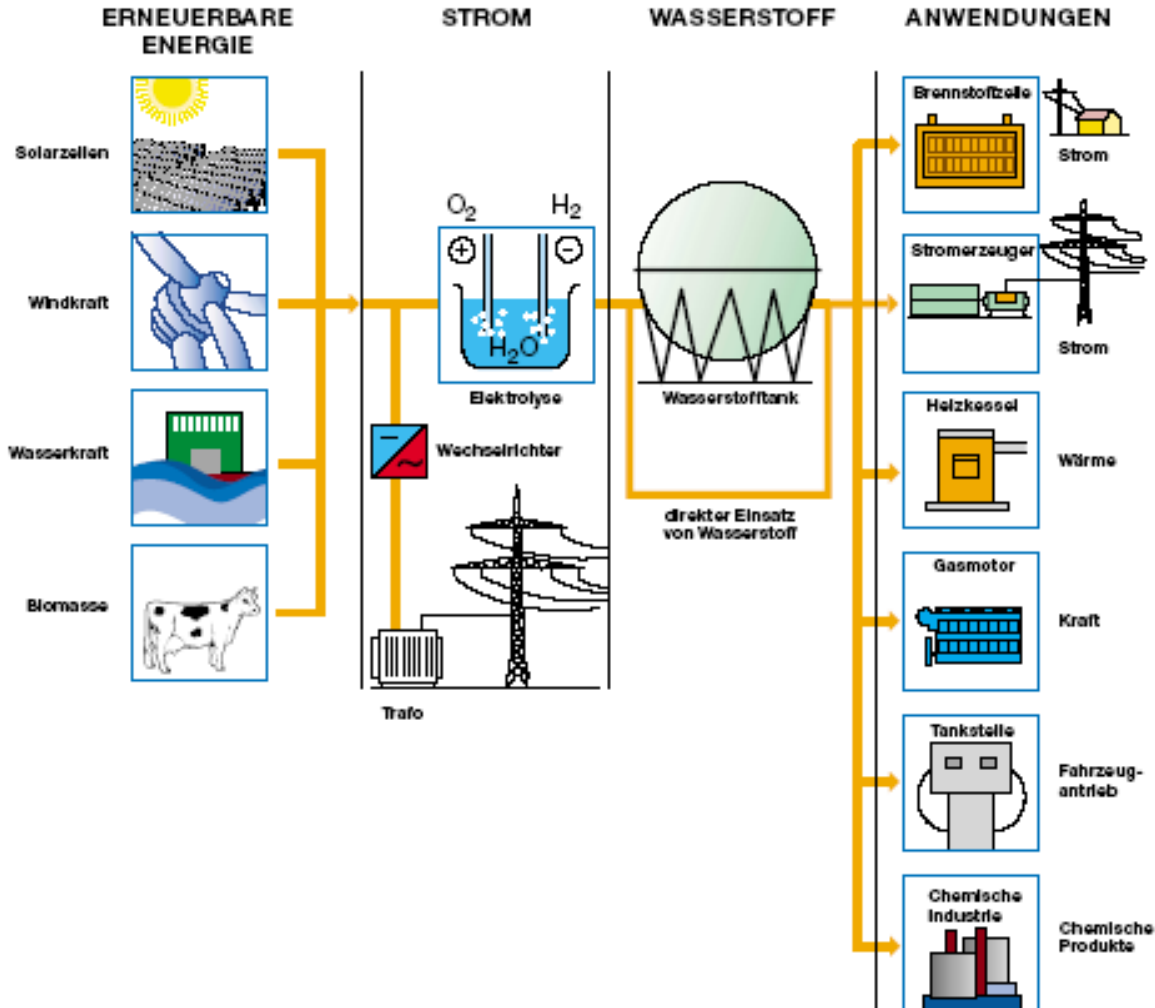 ERNEUERBARE
ENERGIE
STROM
WASSERSTOFF
ANWENDUNGEN
Solarzellen
Windkraft
Wasserkraft
Biomasse
O2
H2
+
−
H2O
Elektrolyse
−
~
Wechselrichter
Trafo
Wasserstofftank
direkter Einsatz
von Wasserstoff
Brennstoffzelle
Strom
Stromerzeuger
Strom
Heizkessel
Wärme
Gasmotor
Kraft
Tankstelle
Fahrzeug-
antrieb
Chemische
Industrie
Chemische
Produkte